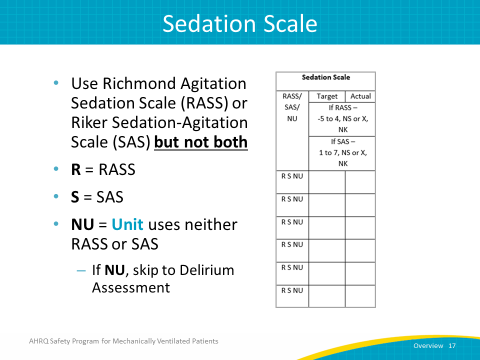 Sedation Scale
• Use Richmond Agitation
Sedation Scale (RASS) or
Riker Sedation-Agitation
Scale (SAS) but not both
• R = RASS
• S = SAS
• NU = Unit uses neither
RASS or SAS
– If NU, skip to Delirium
Assessment
Sedation Scale
RASS/
SAS/
NU
Target Actual
If RASS –
-5 to 4, NS or X,
NK
If SAS –
1 to 7, NS or X,
NK
R S NU
R S NU
R S NU
R S NU
R S NU
R S NU
AHRQ Safety Program for Mechanically Ventilated Patients
Overview 17